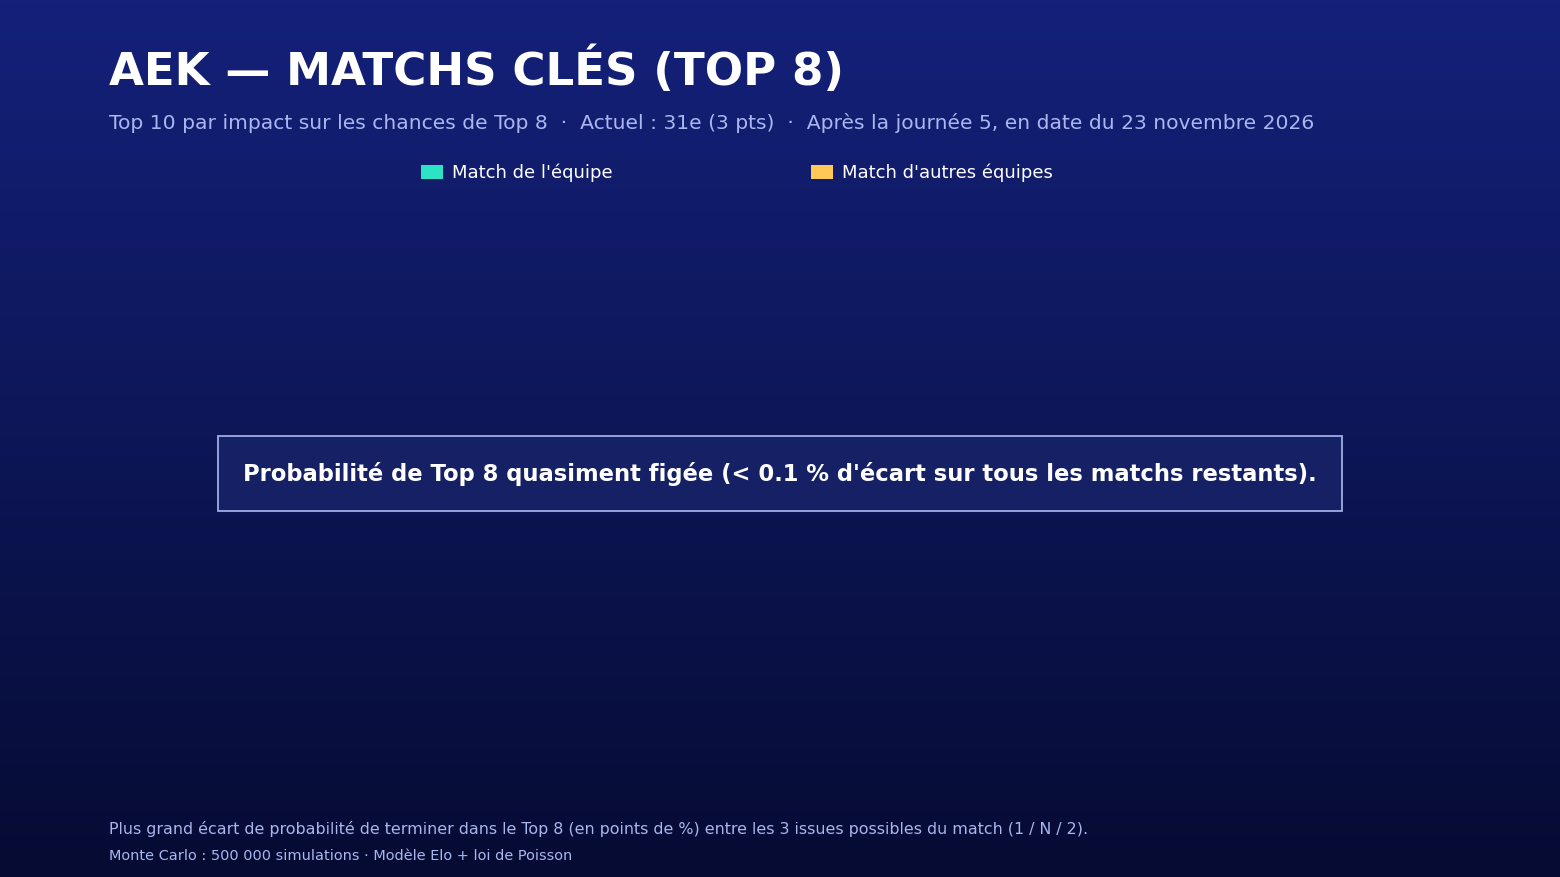 AEK — MATCHS CLÉS (TOP 8)
Top 10 par impact sur les chances de Top 8 · Actuel : 31e (3 pts) · Après la journée 5, en date du 23 novembre 2026
Match de l'équipe
Match d'autres équipes
Probabilité de Top 8 quasiment figée (< 0.1 % d'écart sur tous les matchs restants).
Plus grand écart de probabilité de terminer dans le Top 8 (en points de %) entre les 3 issues possibles du match (1 / N / 2).
Monte Carlo : 500 000 simulations · Modèle Elo + loi de Poisson